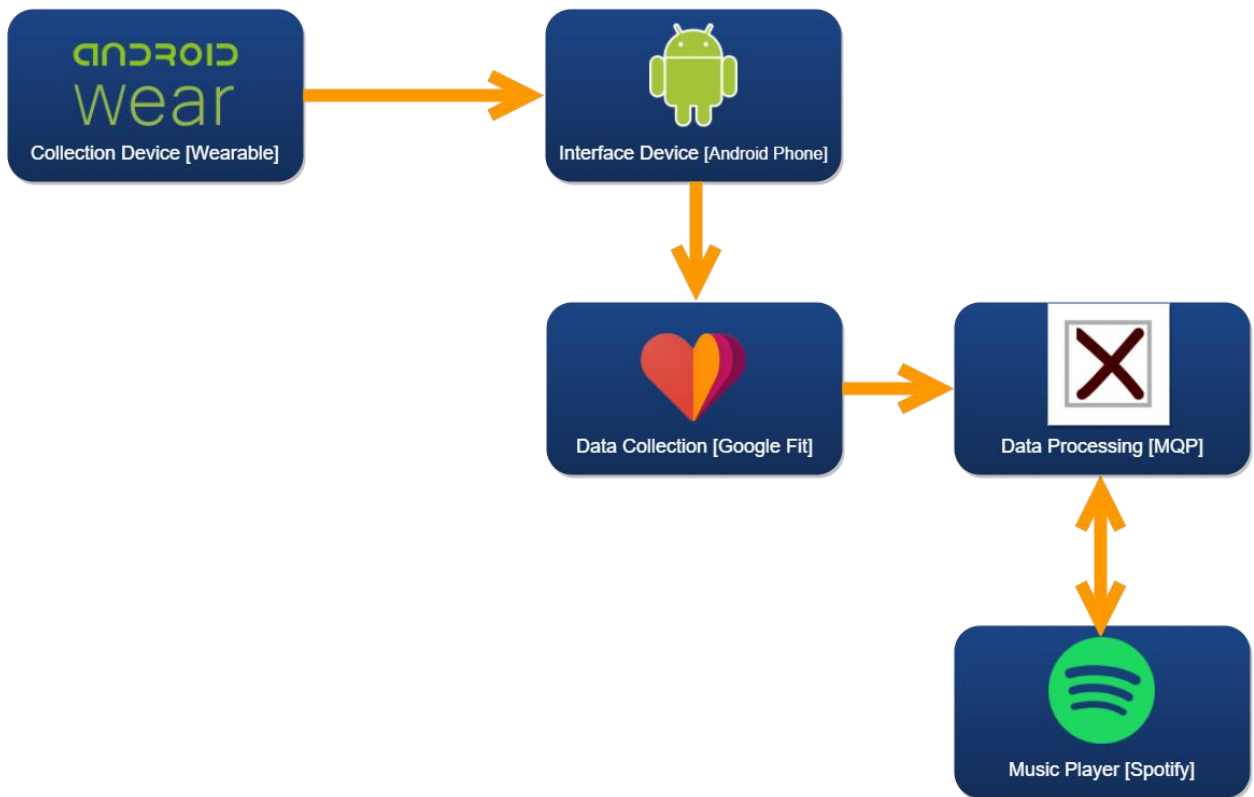 ANDROID
wear
Collection Device [Wearable]
Interface Device [Android Phone]
Data Collection [Google Fit]
Data Processing [MQP]
Music Player [Spotify]